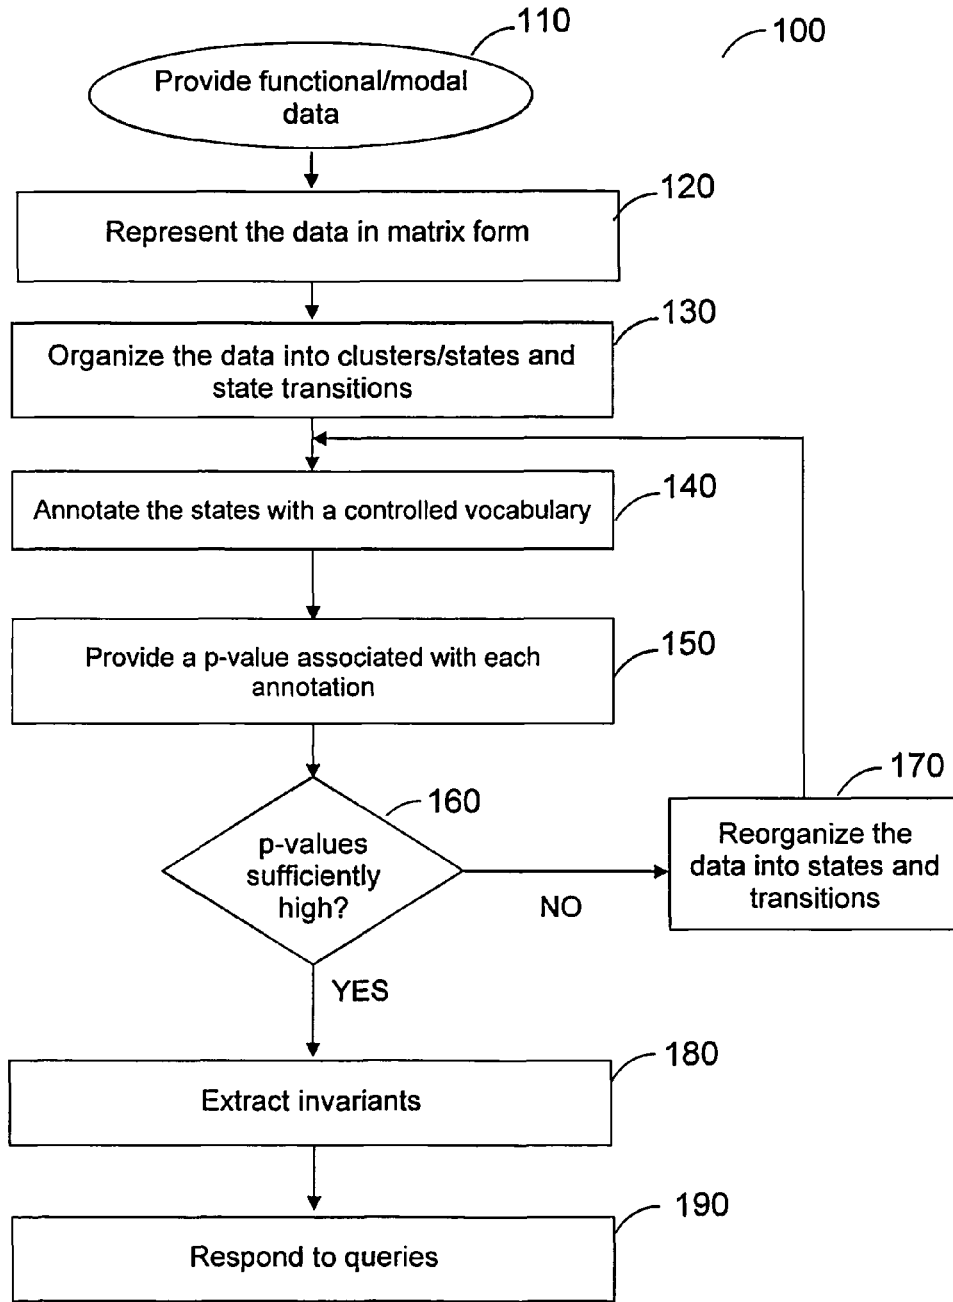 110
100
Provide functional/modal
data
120
Represent the data in matrix form
130
Organize the data into clusters/states and
state transitions
140
Annotate the states with a controlled vocabulary
150
Provide a p-value associated with each
annotation
160
p-values
sufficiently
high?
NO
170
Reorganize the
data into states and
transitions
YES
180
Extract invariants
190
Respond to queries